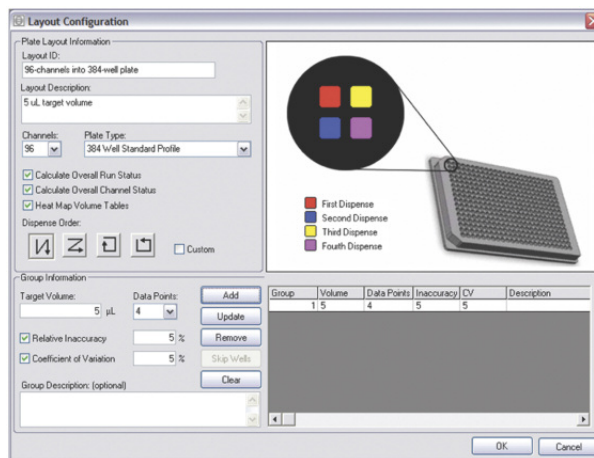 Layout Configuration
Plate Layout Information
Layout ID:
96-channels into 384-well plate
Layout Description:
5 uL target volume
Channels: Plate Type:
96 384 Well Standard Profile
Calculate Overall Run Status
Calculate Overall Channel Status
Heat Map Volume Tables
Dispense Order:
Custom
First Dispense
Second Dispense
Third Dispense
Fourth Dispense
Group Information
Target Volume: Data Points: Add
5 µL 4 Update
Relative Inaccuracy 5 % Remove
Coefficient of Variation 5 % Skip Wells
Clear
Group Description: (optional)
Group Volume Data Points Inaccuracy CV Description
1 5 4 5 5
OK Cancel